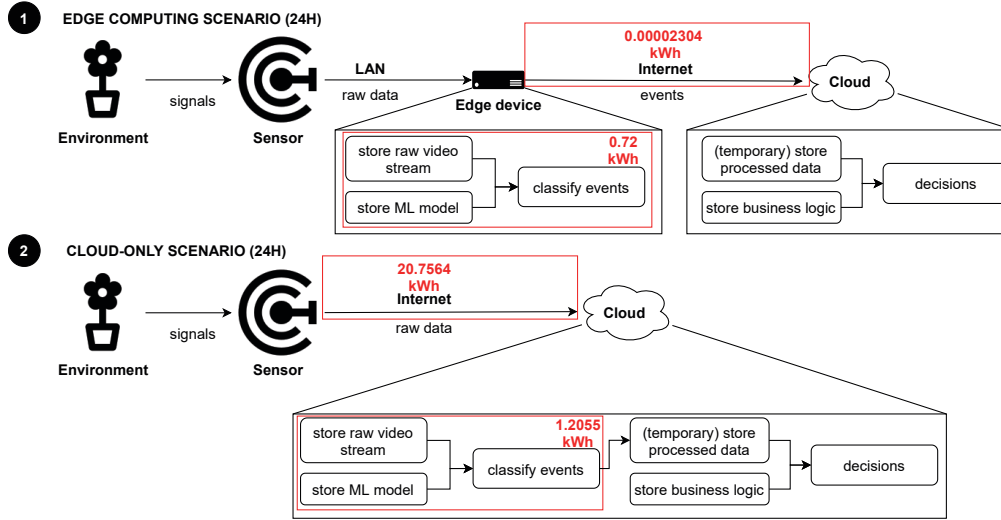 1
EDGE COMPUTING SCENARIO (24H)
0.00002304
kWh
Internet
LAN
Cloud
signals
raw data
events
Edge device
Environment
Sensor
0.72
kWh
store raw video
stream
classify events
store ML model
(temporary) store
processed data
decisions
store business logic
2
CLOUD-ONLY SCENARIO (24H)
20.7564
kWh
Internet
Cloud
signals
raw data
Environment
Sensor
1.2055
kWh
store raw video
stream
classify events
store ML model
(temporary) store
processed data
decisions
store business logic